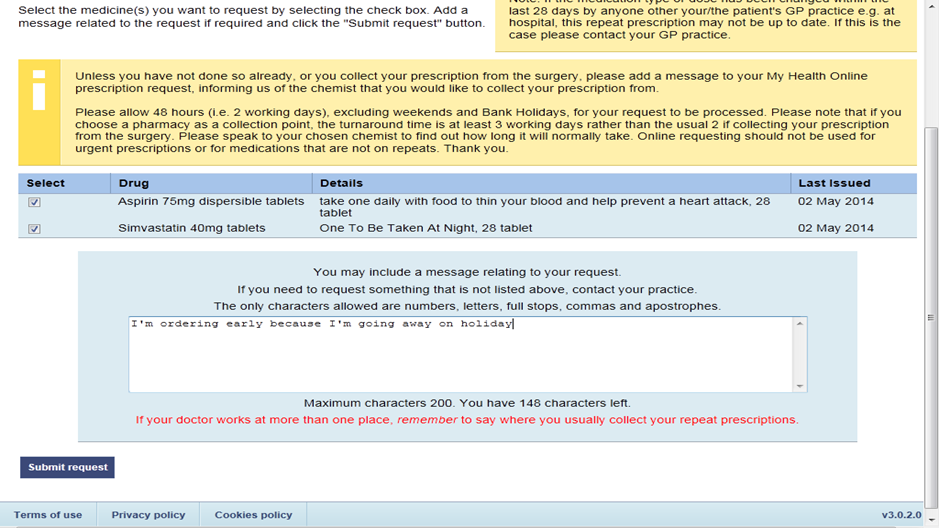 Select the medicine(s) you want to request by selecting the check box. Add a
message related to the request if required and click the "Submit request" button.
last 28 days by anyone other your/the patient's GP practice e.g. at
hospital, this repeat prescription may not be up to date. If this is the
case please contact your GP practice.
Unless you have not done so already, or you collect your prescription from the surgery, please add a message to your My Health Online
prescription request, informing us of the chemist that you would like to collect your prescription from.
Please allow 48 hours (i.e. 2 working days), excluding weekends and Bank Holidays, for your request to be processed. Please note that if you
choose a pharmacy as a collection point, the turnaround time is at least 3 working days rather than the usual 2 if collecting your prescription
from the surgery. Please speak to your chosen chemist to find out how long it will normally take. Online requesting should not be used for
urgent prescriptions or for medications that are not on repeats. Thank you.
Select Drug Details Last Issued
Aspirin 75mg dispersible tablets take one daily with food to thin your blood and help prevent a heart attack, 28 02 May 2014
tablet
Simvastatin 40mg tablets One To Be Taken At Night, 28 tablet 02 May 2014
You may include a message relating to your request.
If you need to request something that is not listed above, contact your practice.
The only characters allowed are numbers, letters, full stops, commas and apostrophes.
I'm ordering early because I'm going away on holiday
Maximum characters 200. You have 148 characters left.
If your doctor works at more than one place, remember to say where you usually collect your repeat prescriptions.
Submit request
Terms of use Privacy policy Cookies policy v3.0.2.0